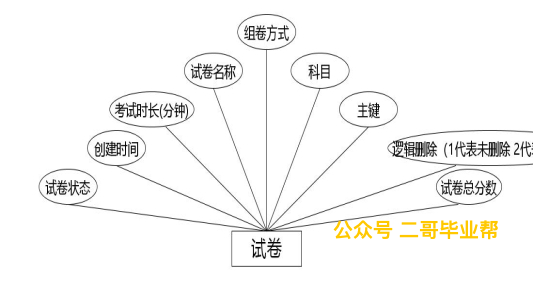 组卷方式
试卷名称
科目
考试时长(分钟)
主键
创建时间
逻辑删除（1代表未删除 2代
试卷状态
试卷总分数
公众号 二哥毕业帮
试卷